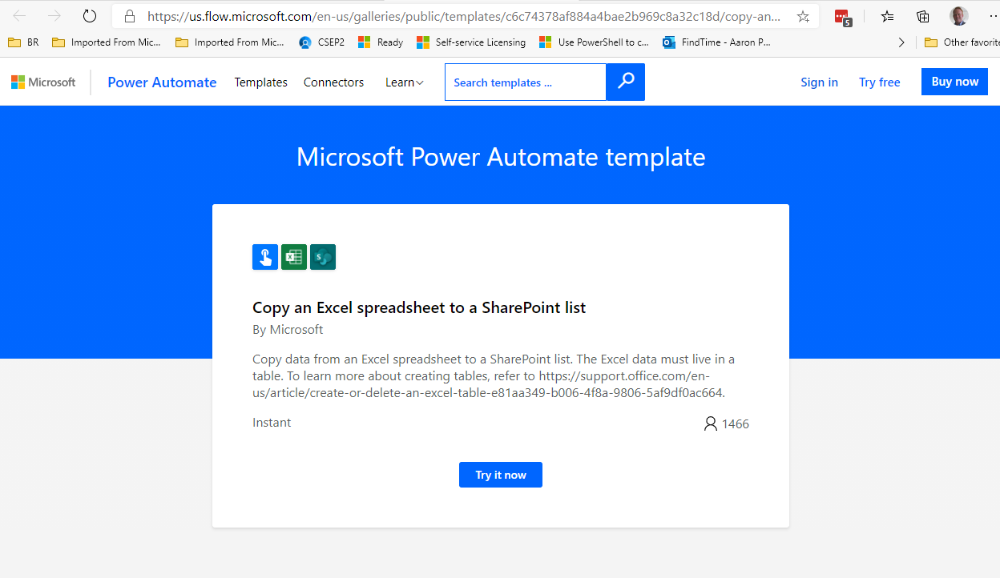 https://us.flow.microsoft.com/en-us/galleries/public/templates/c6c74378af884a4bae2b969c8a32c18d/copy-an...
5
BR Imported From Mic... Imported From Mic... CSEP2 Ready Self-service Licensing Use PowerShell to c... FindTime - Aaron P... Other favorite
Microsoft Power Automate Templates Connectors Learn Search templates ... Sign in Try free Buy now
Microsoft Power Automate template
Copy an Excel spreadsheet to a SharePoint list
By Microsoft
Copy data from an Excel spreadsheet to a SharePoint list. The Excel data must live in a
table. To learn more about creating tables, refer to https://support.office.com/en-
us/article/create-or-delete-an-excel-table-e81aa349-b006-4f8a-9806-5af9df0ac664.
Instant 1466
Try it now